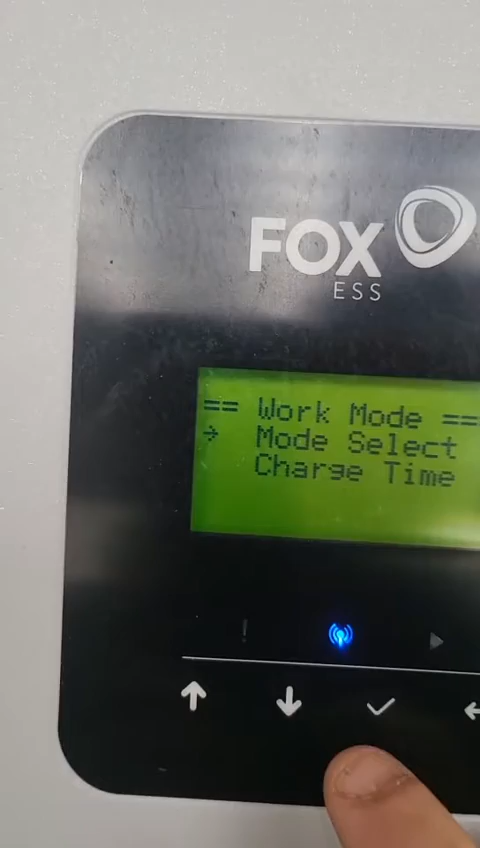 FOX
ESS
== Work Mode ==
→ Mode Select
Charge Time